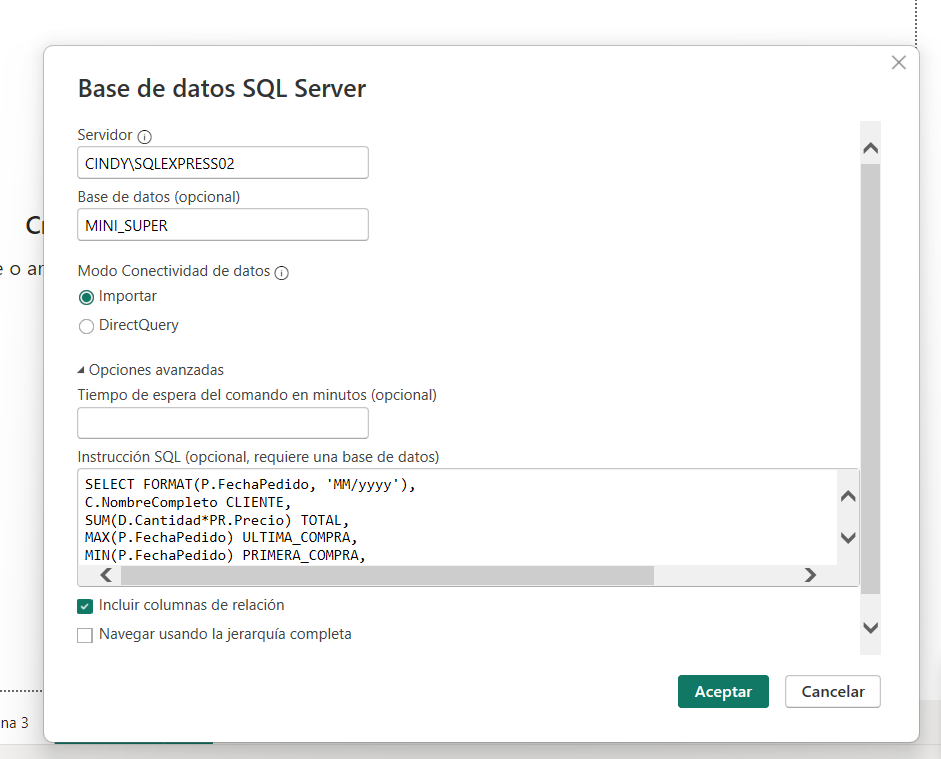 Base de datos SQL Server
Servidor
CINDY\SQLEXPRESS02
Base de datos (opcional)
MINI_SUPER
Modo Conectividad de datos
Importar
DirectQuery
Opciones avanzadas
Tiempo de espera del comando en minutos (opcional)
Instrucción SQL (opcional, requiere una base de datos)
SELECT FORMAT(P.FechaPedido, 'MM/yyyy'),
C.NombreCompleto CLIENTE,
SUM(D.Cantidad*PR.Precio) TOTAL,
MAX(P.FechaPedido) ULTIMA_COMPRA,
MIN(P.FechaPedido) PRIMERA_COMPRA,
Incluir columnas de relación
Navegar usando la jerarquía completa
Aceptar
Cancelar
na 3